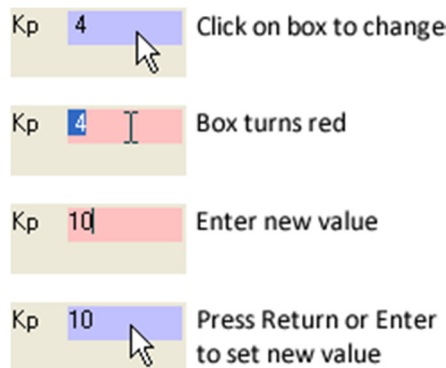 Kp 4 Click on box to change
Kp 4 Box turns red
Kp 10 Enter new value
Kp 10 Press Return or Enter
to set new value